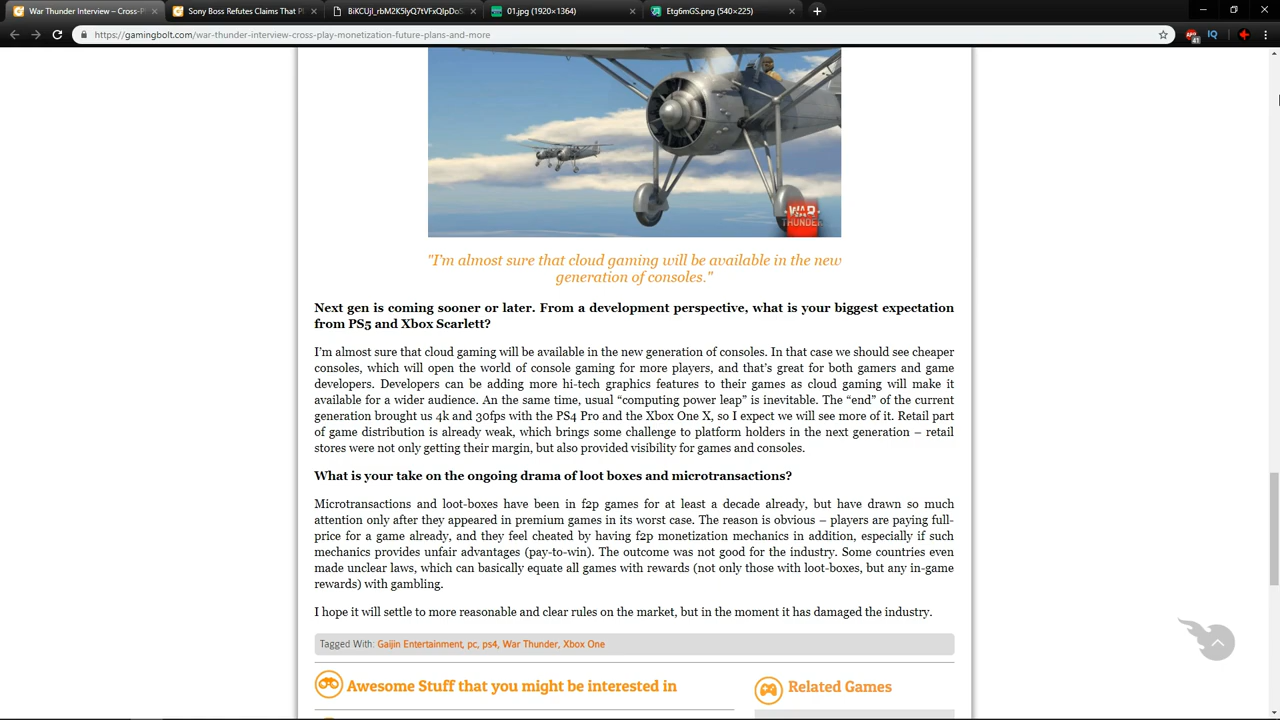 War Thunder Interview – Cross-P
Sony Boss Refutes Claims That P
BiKCUjl_rbM2K5lyQ7tVFxQlpDoS
01.jpg (1920×1364)
Etg6mGS.png (540×225)
https://gamingbolt.com/war-thunder-interview-cross-play-monetization-future-plans-and-more
41
IQ
WAR
THUNDER
"I'm almost sure that cloud gaming will be available in the new
generation of consoles."
Next gen is coming sooner or later. From a development perspective, what is your biggest expectation
from PS5 and Xbox Scarlett?
I'm almost sure that cloud gaming will be available in the new generation of consoles. In that case we should see cheaper
consoles, which will open the world of console gaming for more players, and that's great for both gamers and game
developers. Developers can be adding more hi-tech graphics features to their games as cloud gaming will make it
available for a wider audience. An the same time, usual “computing power leap” is inevitable. The “end” of the current
generation brought us 4k and 30fps with the PS4 Pro and the Xbox One X, so I expect we will see more of it. Retail part
of game distribution is already weak, which brings some challenge to platform holders in the next generation – retail
stores were not only getting their margin, but also provided visibility for games and consoles.
What is your take on the ongoing drama of loot boxes and microtransactions?
Microtransactions and loot-boxes have been in f2p games for at least a decade already, but have drawn so much
attention only after they appeared in premium games in its worst case. The reason is obvious – players are paying full-
price for a game already, and they feel cheated by having f2p monetization mechanics in addition, especially if such
mechanics provides unfair advantages (pay-to-win). The outcome was not good for the industry. Some countries even
made unclear laws, which can basically equate all games with rewards (not only those with loot-boxes, but any in-game
rewards) with gambling.
I hope it will settle to more reasonable and clear rules on the market, but in the moment it has damaged the industry.
Tagged With: Gaijin Entertainment, pc, ps4, War Thunder, Xbox One
Awesome Stuff that you might be interested in
Related Games